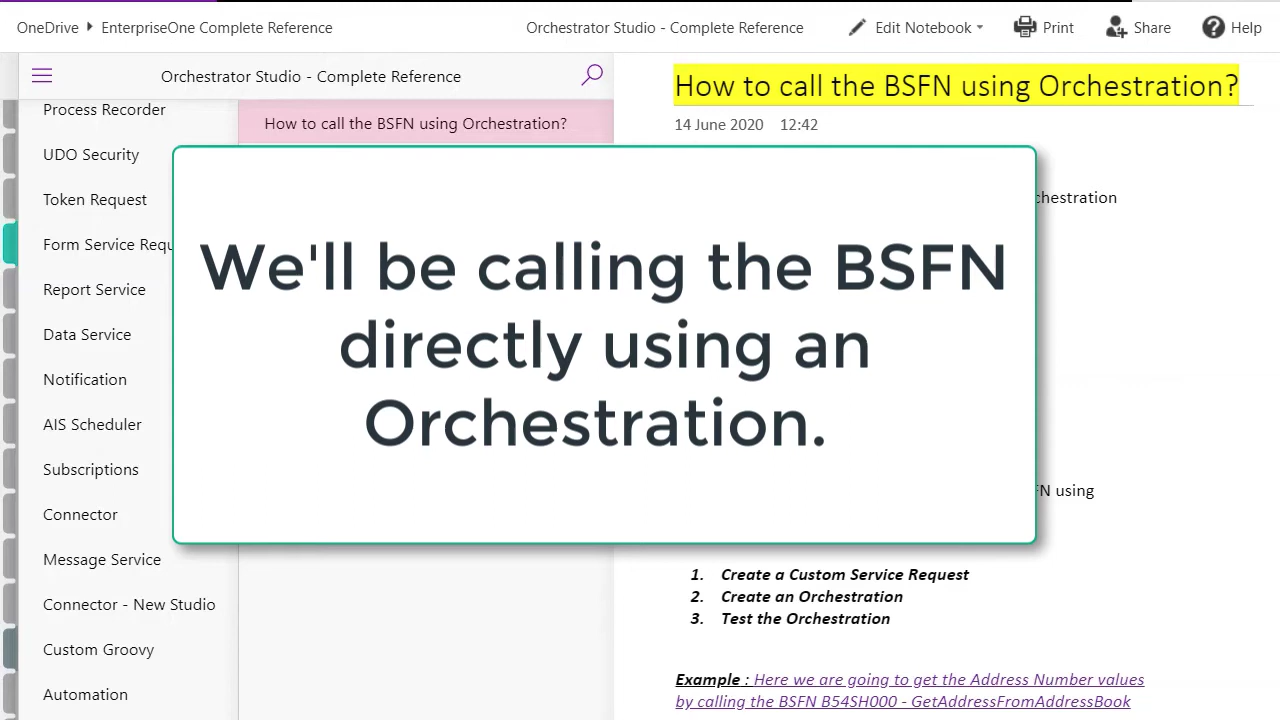 OneDrive EnterpriseOne Complete Reference
Orchestrator Studio - Complete Reference
Edit Notebook
Print
Share
Help
Orchestrator Studio - Complete Reference
Process Recorder
UDO Security
Token Request
Form Service Requ
Report Service
Data Service
Notification
AIS Scheduler
Subscriptions
Connector
Message Service
Connector - New Studio
Custom Groovy
Automation
How to call the BSFN using Orchestration?
How to call the BSFN using Orchestration?
14 June 2020 12:42
chestration
We'll be calling the BSFN
directly using an
Orchestration.
FN using
1. Create a Custom Service Request
2. Create an Orchestration
3. Test the Orchestration
Example : Here we are going to get the Address Number values
by calling the BSFN B54SH000 - GetAddressFromAddressBook